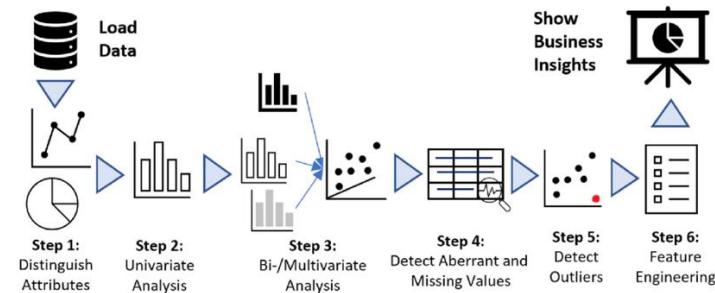 Load
Data
Show
Business
Insights
Step 1:
Distinguish
Attributes
Step 2:
Univariate
Analysis
Step 3:
Bi-/Multivariate
Analysis
Step 4:
Detect Aberrant and
Missing Values
Step 5:
Detect
Outliers
Step 6:
Feature
Engineering